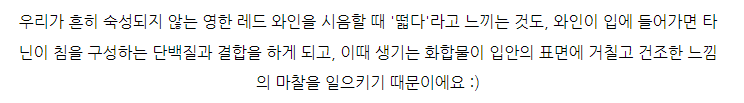 우리가 흔히 숙성되지 않는 영한 레드 와인을 시음할 때 '떫다'라고 느끼는 것도, 와인이 입에 들어가면 타
닌이 침을 구성하는 단백질과 결합을 하게 되고, 이때 생기는 화합물이 입안의 표면에 거칠고 건조한 느낌
의 마찰을 일으키기 때문이에요 :)